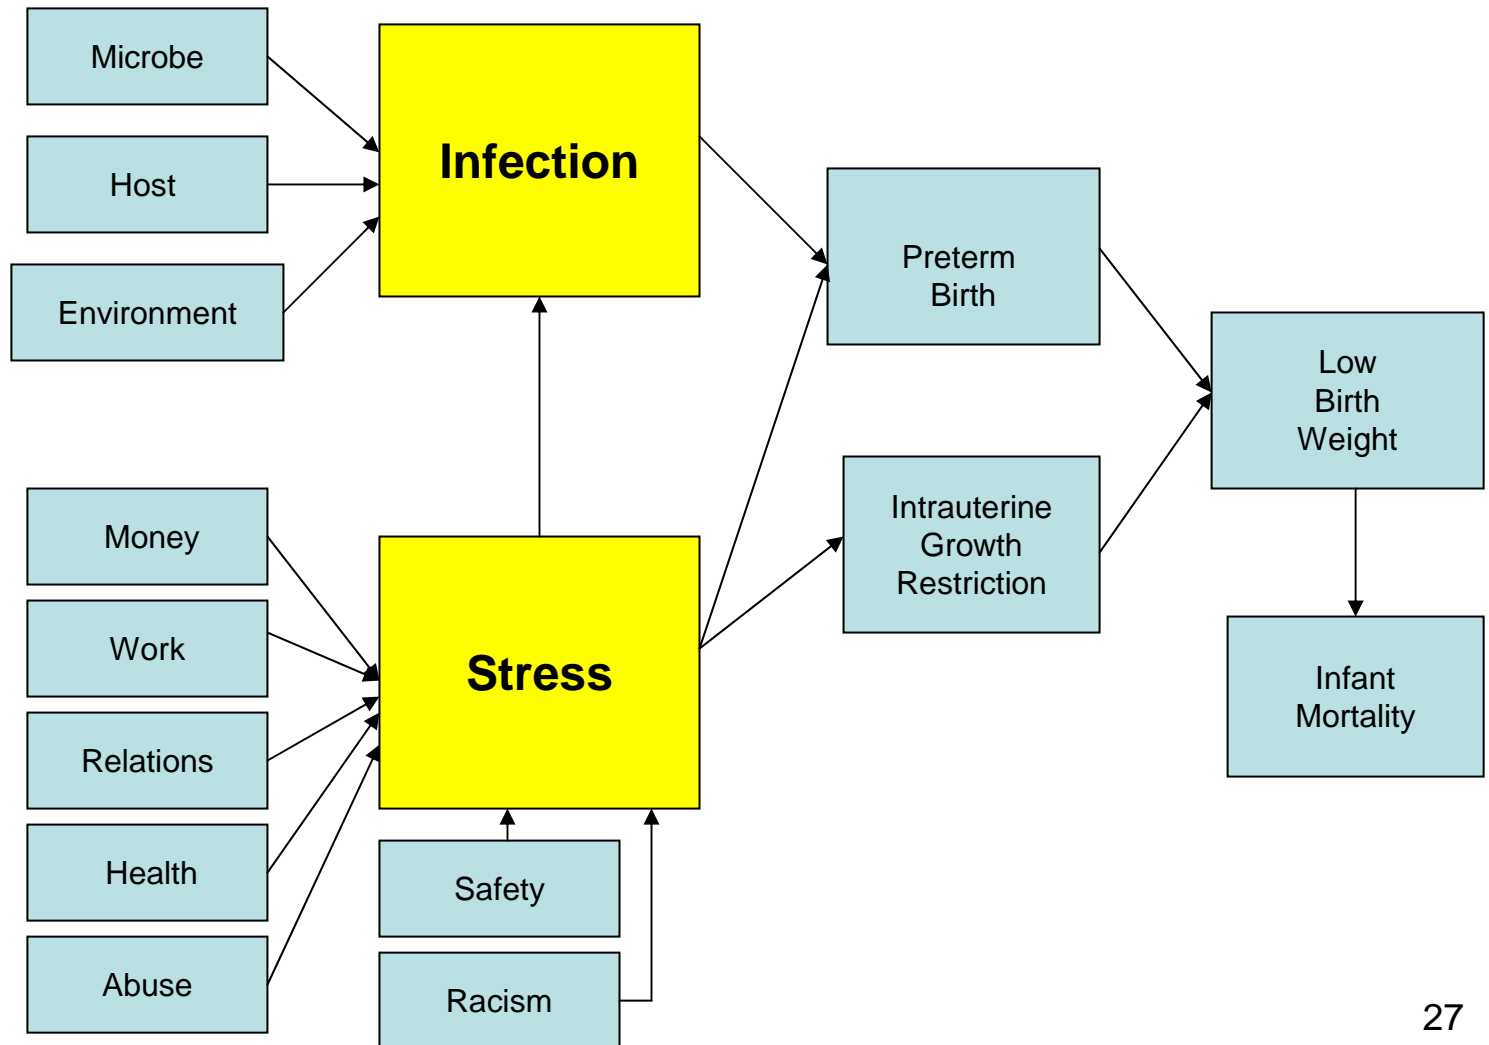 Microbe
Host
Environment
Infection
Preterm
Birth
Low
Birth
Weight
Money
Work
Relations
Health
Abuse
Stress
Safety
Racism
Intrauterine
Growth
Restriction
Infant
Mortality
27